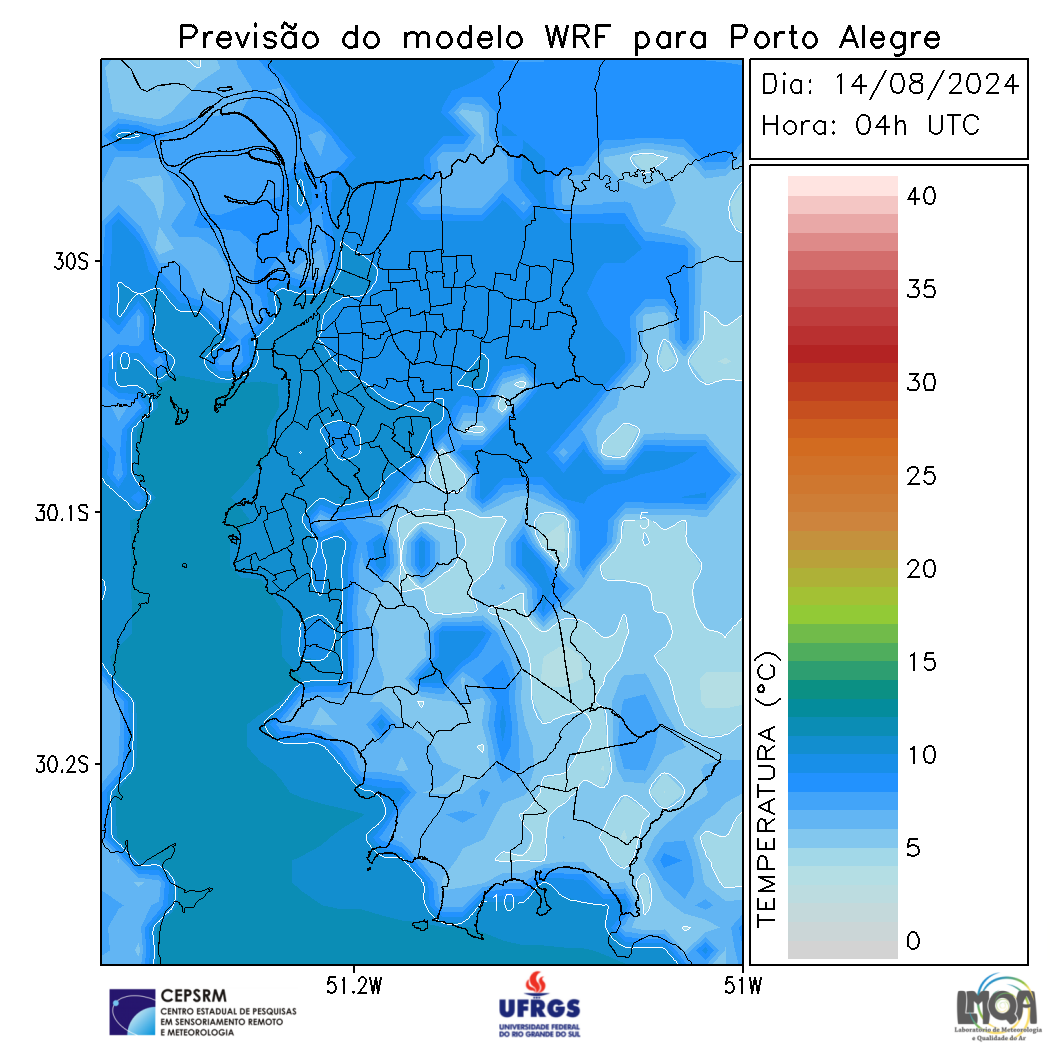 Previsão do modelo WRF para Porto Alegre
Dia: 14/08/2024
Hora: 04h UTC
40
35
30
25
20
15
10
5
0
TEMPERATURA (°C)
30S
30.1S
30.2S
51.2W
51W
10
5
10
CEPSRM
CENTRO ESTADUAL DE PESQUISAS
EM SENSORIAMENTO REMOTO
E METEOROLOGIA
UFRGS
UNIVERSIDADE FEDERAL
DO RIO GRANDE DO SUL
LMQA
Laboratório de Meteorologia
e Qualidade do Ar